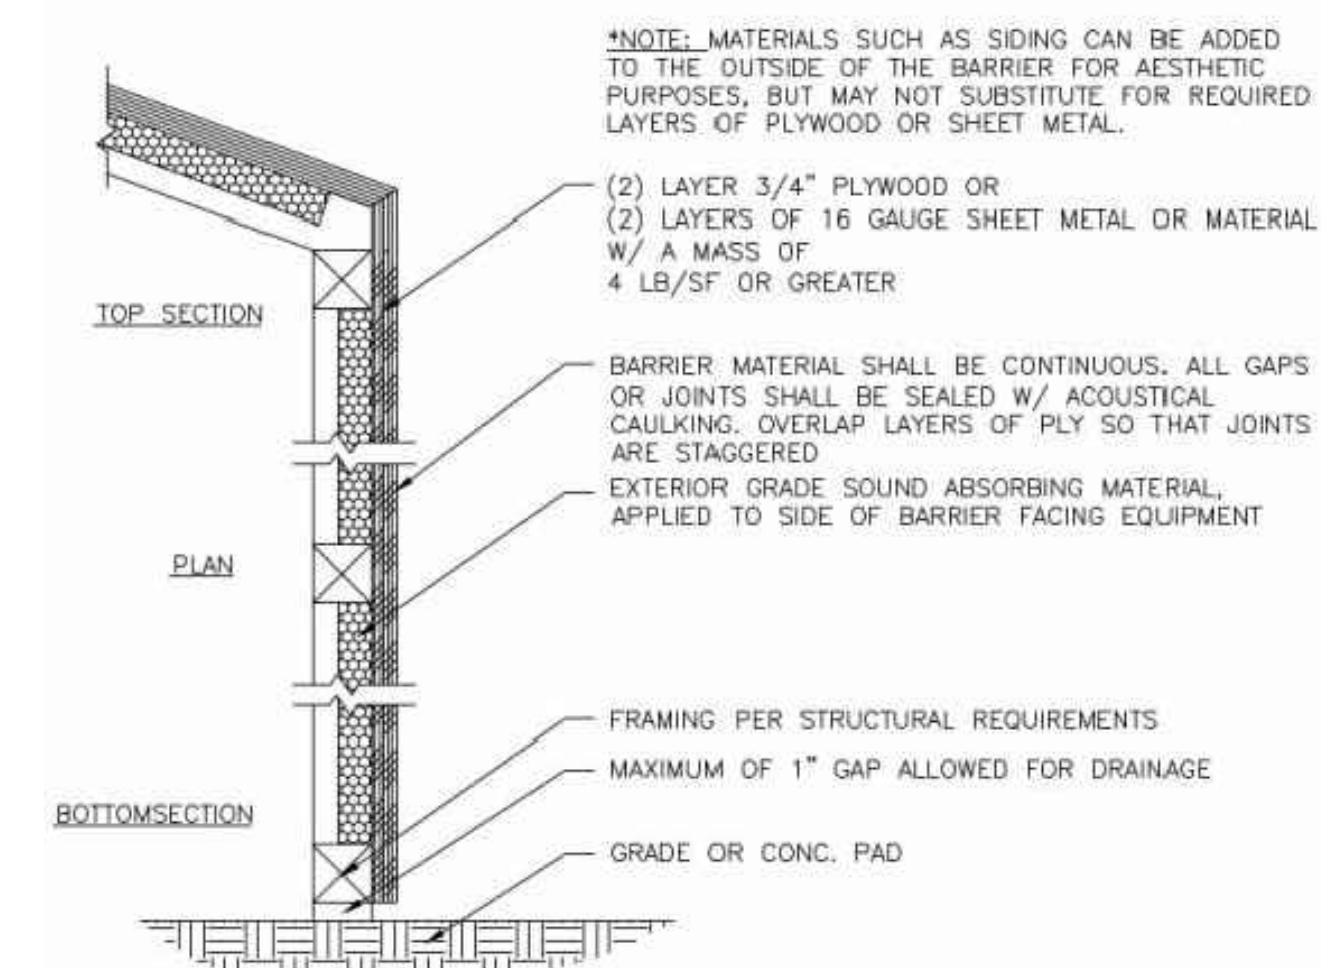 *NOTE: MATERIALS SUCH AS SIDING CAN BE ADDED
TO THE OUTSIDE OF THE BARRIER FOR AESTHETIC
PURPOSES, BUT MAY NOT SUBSTITUTE FOR REQUIRED
LAYERS OF PLYWOOD OR SHEET METAL.
(2) LAYER 3/4" PLYWOOD OR
(2) LAYERS OF 16 GAUGE SHEET METAL OR MATERIAL
W/ A MASS OF
4 LB/SF OR GREATER
TOP SECTION
BARRIER MATERIAL SHALL BE CONTINUOUS. ALL GAPS
OR JOINTS SHALL BE SEALED W/ ACOUSTICAL
CAULKING. OVERLAP LAYERS OF PLY SO THAT JOINTS
ARE STAGGERED
EXTERIOR GRADE SOUND ABSORBING MATERIAL,
APPLIED TO SIDE OF BARRIER FACING EQUIPMENT
PLAN
FRAMING PER STRUCTURAL REQUIREMENTS
MAXIMUM OF 1" GAP ALLOWED FOR DRAINAGE
BOTTOMSECTION
GRADE OR CONC. PAD